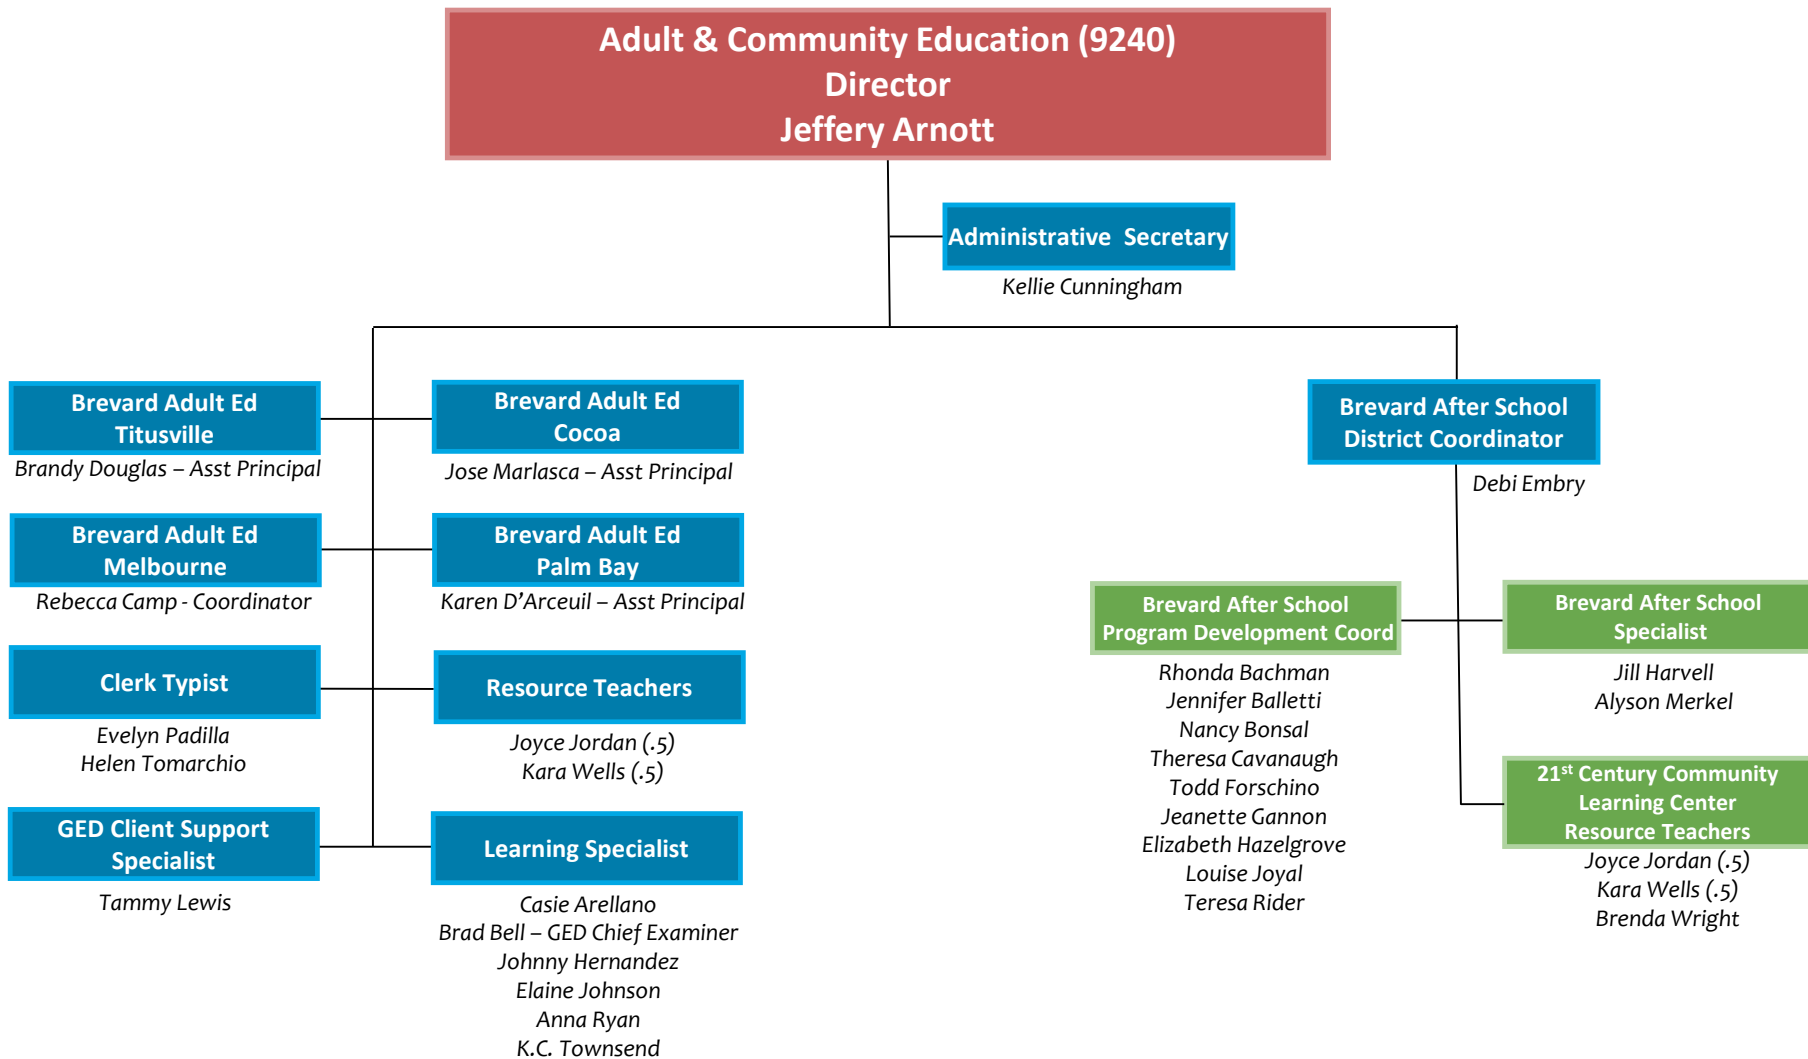 Adult & Community Education (9240)
Director
Jeffery Arnott
Administrative Secretary
Kellie Cunningham
Brevard Adult Ed
Titusville
Brandy Douglas – Asst Principal
Brevard Adult Ed
Cocoa
Jose Marlasca – Asst Principal
Brevard Adult Ed
Melbourne
Rebecca Camp - Coordinator
Brevard Adult Ed
Palm Bay
Karen D’Arceuil – Asst Principal
Clerk Typist
Evelyn Padilla
Helen Tomarchio
Resource Teachers
Joyce Jordan (.5)
Kara Wells (.5)
GED Client Support
Specialist
Tammy Lewis
Learning Specialist
Casie Arellano
Brad Bell – GED Chief Examiner
Johnny Hernandez
Elaine Johnson
Anna Ryan
K.C. Townsend
Brevard After School
District Coordinator
Debi Embry
Brevard After School
Program Development Coord
Rhonda Bachman
Jennifer Balletti
Nancy Bonsal
Theresa Cavanaugh
Todd Forschino
Jeanette Gannon
Elizabeth Hazelgrove
Louise Joyal
Teresa Rider
Brevard After School
Specialist
Jill Harvell
Alyson Merkel
21st Century Community
Learning Center
Resource Teachers
Joyce Jordan (.5)
Kara Wells (.5)
Brenda Wright